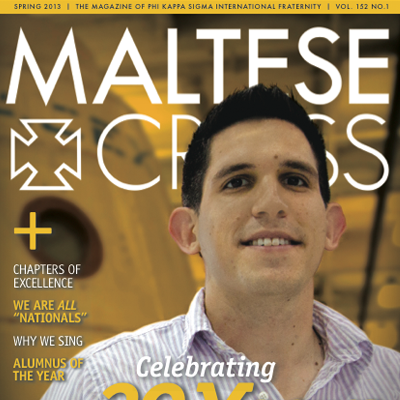 SPRING 2013 | THE MAGAZINE OF PHI KAPPA SIGMA INTERNATIONAL FRATERNITY | VOL. 152 NO.1
MALTESE
CROSS
+
CHAPTERS OF
EXCELLENCE
WE ARE ALL
"NATIONALS"
WHY WE SING
ALUMNUS OF
THE YEAR
Celebrating